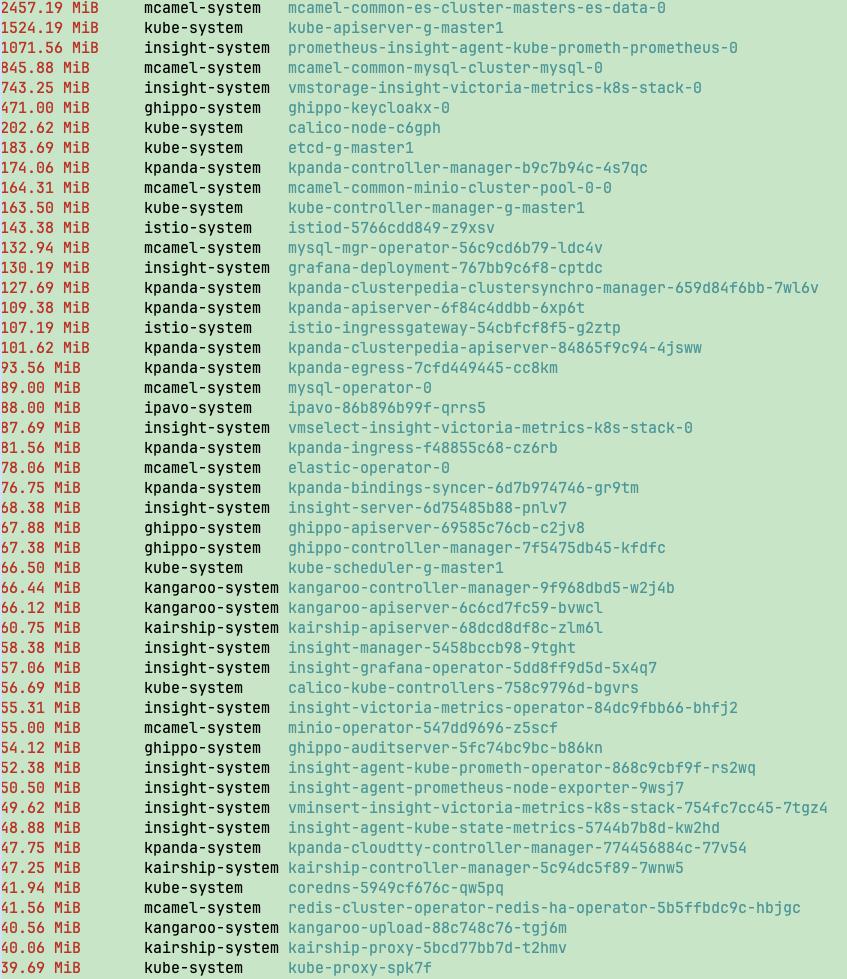 2457.19 MiB mcamel-system mcamel-common-es-cluster-masters-es-data-0
1524.19 MiB kube-system kube-apiserver-g-master1
1071.56 MiB insight-system prometheus-insight-agent-kube-prometh-prometheus-0
845.88 MiB mcamel-system mcamel-common-mysql-cluster-mysql-0
743.25 MiB insight-system vmstorage-insight-victoria-metrics-k8s-stack-0
471.00 MiB ghippo-system ghippo-keycloakx-0
202.62 MiB kube-system calico-node-c6gph
183.69 MiB kube-system etcd-g-master1
174.06 MiB kpanda-system kpanda-controller-manager-b9c7b94c-4s7qc
164.31 MiB mcamel-system mcamel-common-minio-cluster-pool-0-0
163.50 MiB kube-system kube-controller-manager-g-master1
143.38 MiB istio-system istiod-5766cdd849-z9xsv
132.94 MiB mcamel-system mysql-mgr-operator-56c9cd6b79-ldc4v
130.19 MiB insight-system grafana-deployment-767bb9c6f8-cptdc
127.69 MiB kpanda-system kpanda-clusterpedia-clustersynchro-manager-659d84f6bb-7wl6v
109.38 MiB kpanda-system kpanda-apiserver-6f84c4ddbb-6xp6t
107.19 MiB istio-system istio-ingressgateway-54cbfcf8f5-g2ztp
101.62 MiB kpanda-system kpanda-clusterpedia-apiserver-84865f9c94-4jsww
93.56 MiB kpanda-system kpanda-egress-7cfd449445-cc8km
89.00 MiB mcamel-system mysql-operator-0
88.00 MiB ipavo-system ipavo-86b896b99f-qrrs5
87.69 MiB insight-system vmselect-insight-victoria-metrics-k8s-stack-0
81.56 MiB kpanda-system kpanda-ingress-f48855c68-cz6rb
78.06 MiB mcamel-system elastic-operator-0
76.75 MiB kpanda-system kpanda-bindings-syncer-6d7b974746-gr9tm
68.38 MiB insight-system insight-server-6d75485b88-pnlv7
67.88 MiB ghippo-system ghippo-apiserver-69585c76cb-c2jv8
67.38 MiB ghippo-system ghippo-controller-manager-7f5475db45-kfdfc
66.50 MiB kube-system kube-scheduler-g-master1
66.44 MiB kangaroo-system kangaroo-controller-manager-9f968dbd5-w2j4b
66.12 MiB kangaroo-system kangaroo-apiserver-6c6cd7fc59-bvwcl
60.75 MiB kairship-system kairship-apiserver-68dcd8df8c-zlm6l
58.38 MiB insight-system insight-manager-5458bccb98-9tght
57.06 MiB insight-system insight-grafana-operator-5dd8ff9d5d-5x4q7
56.69 MiB kube-system calico-kube-controllers-758c9796d-bgvrs
55.31 MiB insight-system insight-victoria-metrics-operator-84dc9fbb66-bhfj2
55.00 MiB mcamel-system minio-operator-547dd9696-z5scf
54.12 MiB ghippo-system ghippo-auditserver-5fc74bc9bc-b86kn
52.38 MiB insight-system insight-agent-kube-prometh-operator-868c9cbf9f-rs2wq
50.50 MiB insight-system insight-agent-prometheus-node-exporter-9wsj7
49.62 MiB insight-system vminsert-insight-victoria-metrics-k8s-stack-754fc7cc45-7tgz4
48.88 MiB insight-system insight-agent-kube-state-metrics-5744b7b8d-kw2hd
47.75 MiB kpanda-system kpanda-cloudtty-controller-manager-774456884c-77v54
47.25 MiB kairship-system kairship-controller-manager-5c94dc5f89-7wnw5
41.94 MiB kube-system coredns-5949cf676c-qw5pq
41.56 MiB mcamel-system redis-cluster-operator-redis-ha-operator-5b5ffbdc9c-hbjgc
40.56 MiB kangaroo-system kangaroo-upload-88c748c76-tgj6m
40.06 MiB kairship-system kairship-proxy-5bcd77bb7d-t2hmv
39.69 MiB kube-system kube-proxy-spk7f